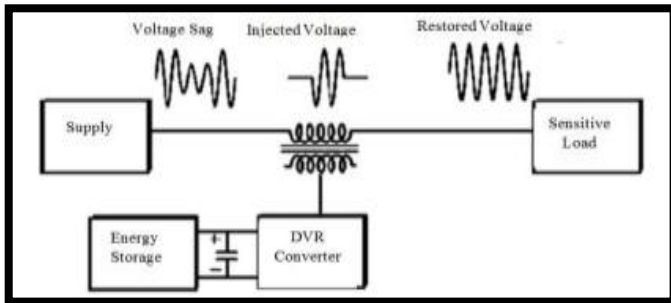 Voltage Sag
Injected Voltage
Restored Voltage
Supply
Sensitive
Load
Energy
Storage
+
−
DVR
Converter